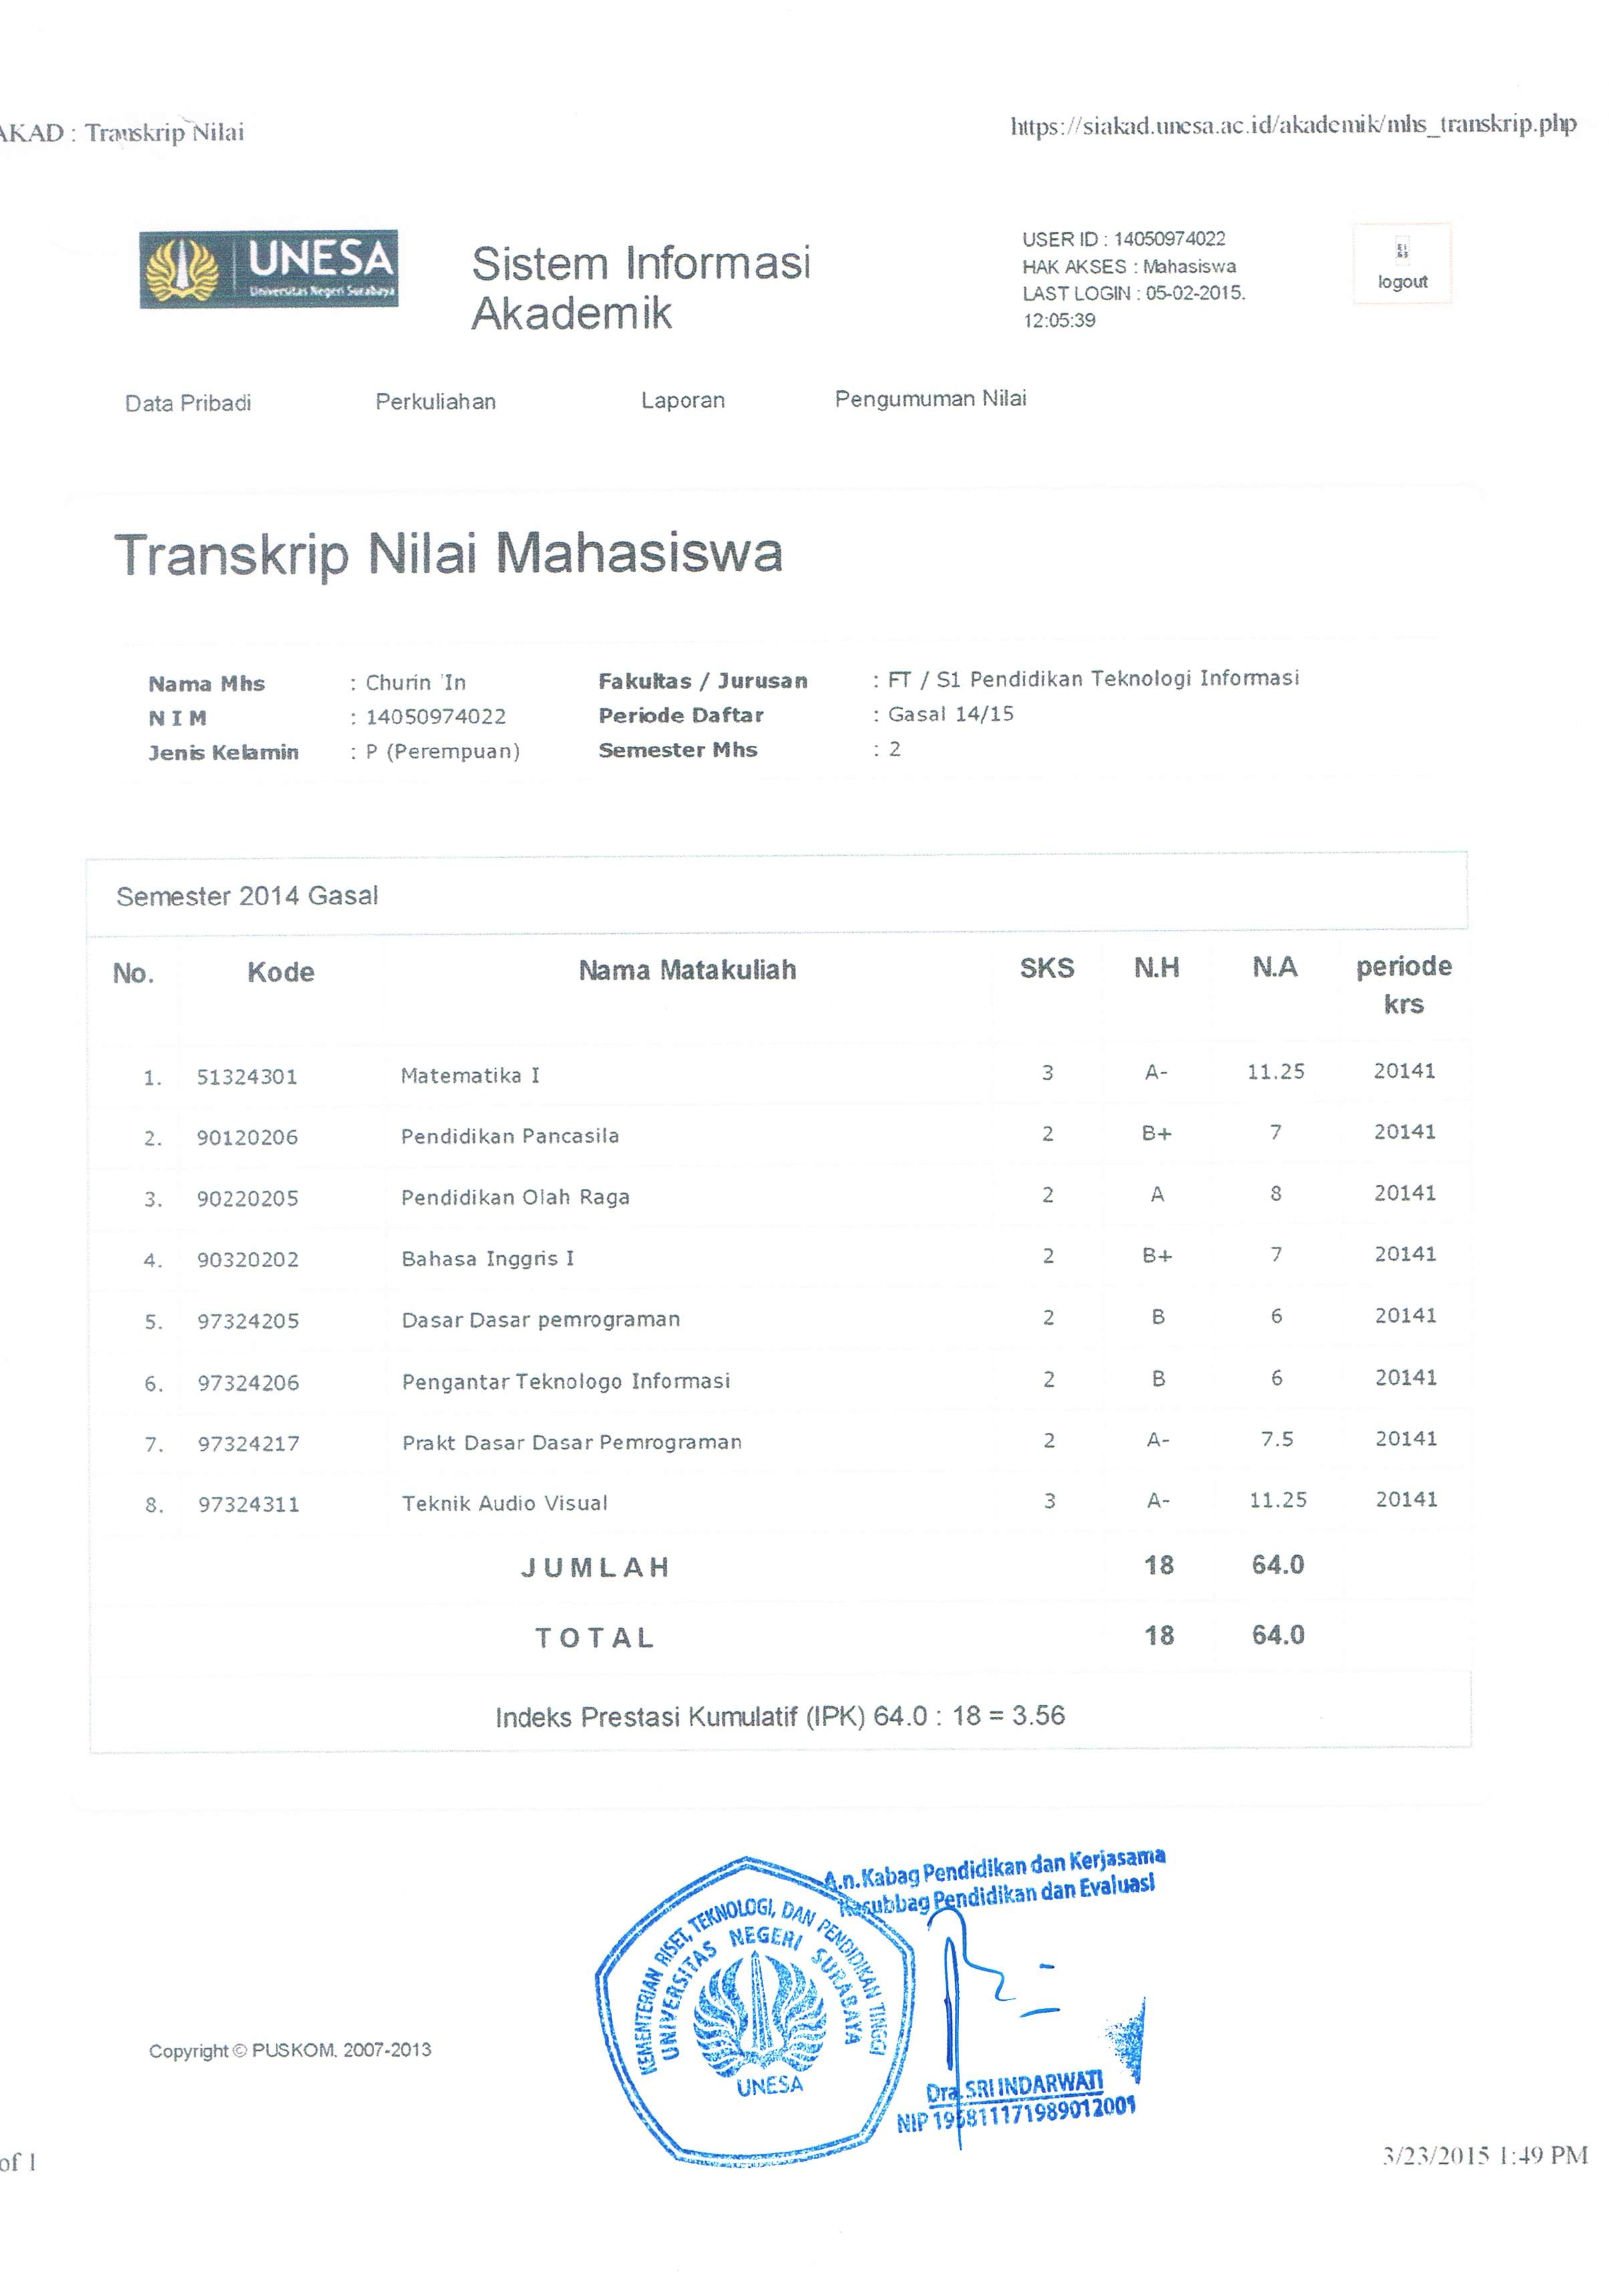 AKAD : Transkrip Nilai
https://siakad.unesa.ac.id/akademik/mhs_transkrip.php
UNESA
Universitas Negeri Surabaya
Sistem Informasi
Akademik
USER ID : 14050974022
HAK AKSES : Mahasiswa
LAST LOGIN : 05-02-2015.
12:05:39
logout
Data Pribadi Perkuliahan Laporan Pengumuman Nilai
Transkrip Nilai Mahasiswa
Nama Mhs : Churin 'In Fakultas / Jurusan : FT / S1 Pendidikan Teknologi Informasi
N I M : 14050974022 Periode Daftar : Gasal 14/15
Jenis Kelamin : P (Perempuan) Semester Mhs : 2
Semester 2014 Gasal
No. Kode Nama Matakuliah SKS N.H N.A periode
krs
1. 51324301 Matematika I 3 A- 11.25 20141
2. 90120206 Pendidikan Pancasila 2 B+ 7 20141
3. 90220205 Pendidikan Olah Raga 2 A 8 20141
4. 90320202 Bahasa Inggris I 2 B+ 7 20141
5. 97324205 Dasar Dasar pemrograman 2 B 6 20141
6. 97324206 Pengantar Teknologo Informasi 2 B 6 20141
7. 97324217 Prakt Dasar Dasar Pemrograman 2 A- 7.5 20141
8. 97324311 Teknik Audio Visual 3 A- 11.25 20141
J U M L A H 18 64.0
T O T A L 18 64.0
Indeks Prestasi Kumulatif (IPK) 64.0 : 18 = 3.56
A.n. Kabag Pendidikan dan Kerjasama
Kasubbag Pendidikan dan Evaluasi
KEMENTERIAN RISET, TEKNOLOGI, DAN PENDIDIKAN TINGGI
UNIVERSITAS NEGERI SURABAYA
UNESA
Dra. SRI INDARWATI
NIP 195811171989012001
Copyright © PUSKOM. 2007-2013
of 1
3/23/2015 1:49 PM